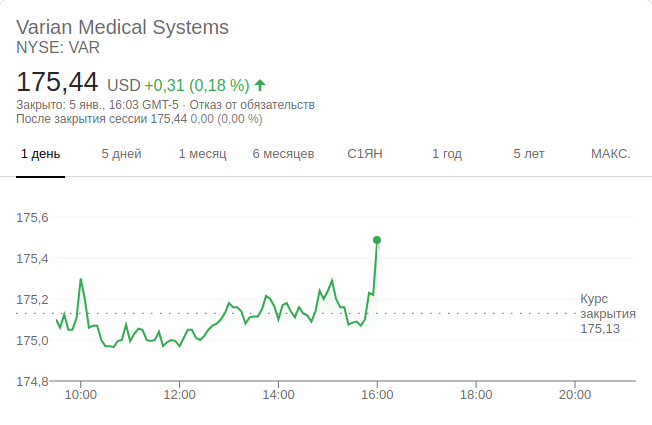 Varian Medical Systems
NYSE: VAR
175,44 USD +0,31 (0,18 %)
Закрыто: 5 янв., 16:03 GMT-5 · Отказ от обязательств
После закрытия сессии 175,44 0,00 (0,00 %)
1 день 5 дней 1 месяц 6 месяцев С1ЯН 1 год 5 лет МАКС.
175,6
175,4
175,2
175,0
174,8
Курс
закрытия
175,13
10:00 12:00 14:00 16:00 18:00 20:00